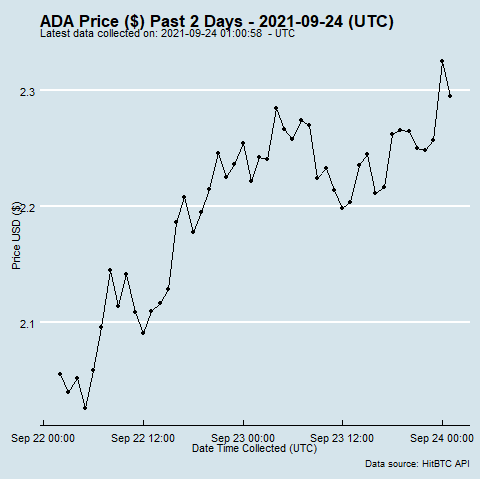 ADA Price ($) Past 2 Days - 2021-09-24 (UTC)
Latest data collected on: 2021-09-24 01:00:58 - UTC
Price USD ($)
2.3
2.2
2.1
Sep 22 00:00 Sep 22 12:00 Sep 23 00:00 Sep 23 12:00 Sep 24 00:00
Date Time Collected (UTC)
Data source: HitBTC API